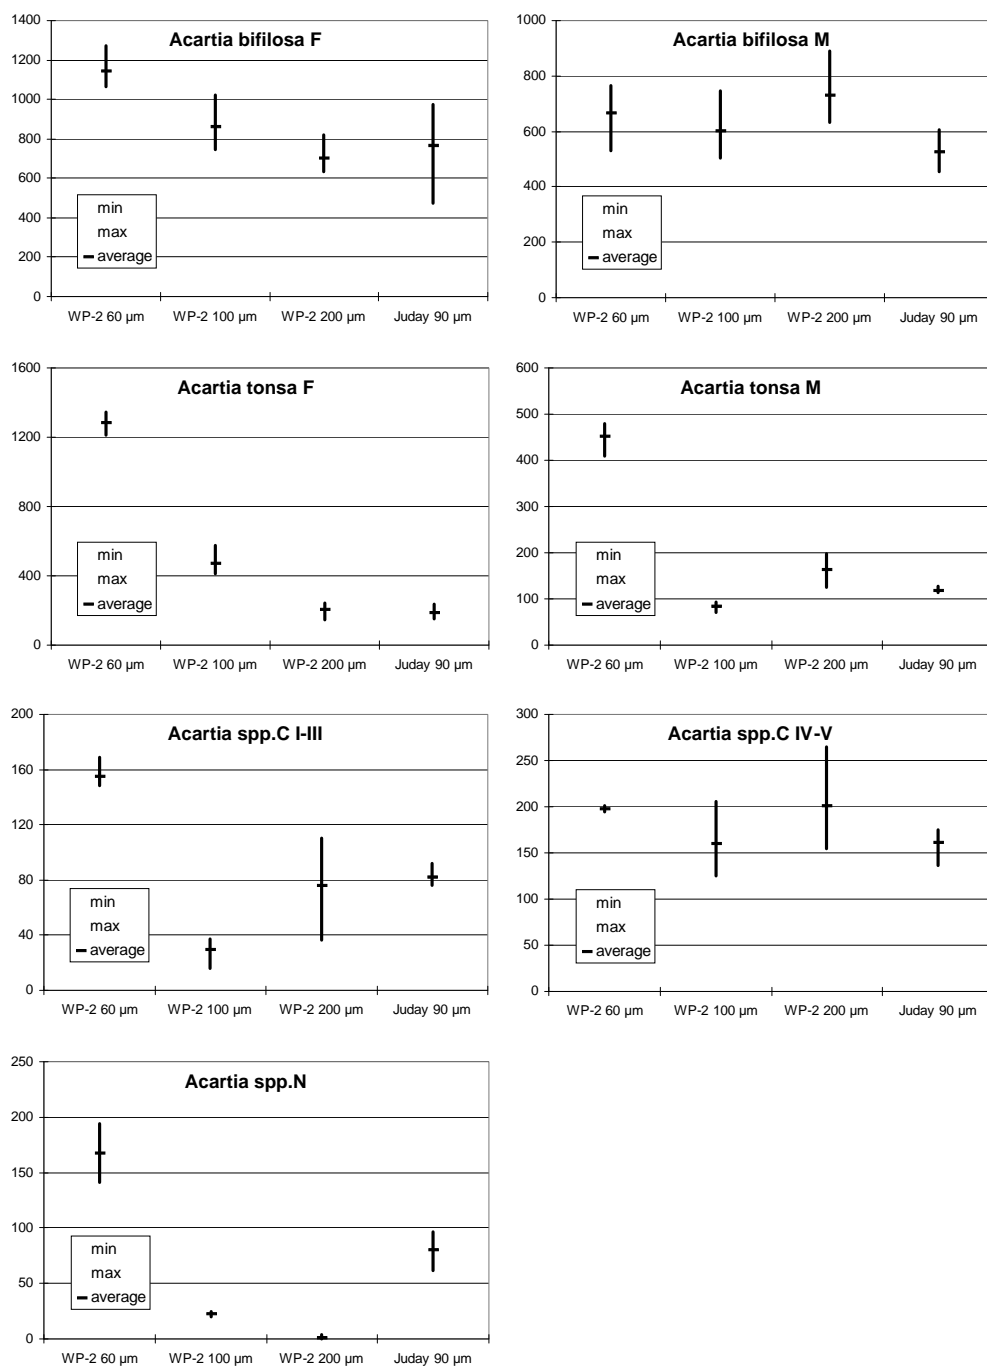 Acartia bifilosa F
1400
1200
1000
800
600
400
200
0
min
max
average
WP-2 60 µm WP-2 100 µm WP-2 200 µm Juday 90 µm
Acartia bifilosa M
1000
800
600
400
200
0
min
max
average
WP-2 60 µm WP-2 100 µm WP-2 200 µm Juday 90 µm
Acartia tonsa F
1600
1200
800
400
0
min
max
average
WP-2 60 µm WP-2 100 µm WP-2 200 µm Juday 90 µm
Acartia tonsa M
600
500
400
300
200
100
0
min
max
average
WP-2 60 µm WP-2 100 µm WP-2 200 µm Juday 90 µm
Acartia spp.C I-III
200
160
120
80
40
0
min
max
average
WP-2 60 µm WP-2 100 µm WP-2 200 µm Juday 90 µm
Acartia spp.C IV-V
300
250
200
150
100
50
0
min
max
average
WP-2 60 µm WP-2 100 µm WP-2 200 µm Juday 90 µm
Acartia spp.N
250
200
150
100
50
0
min
max
average
WP-2 60 µm WP-2 100 µm WP-2 200 µm Juday 90 µm